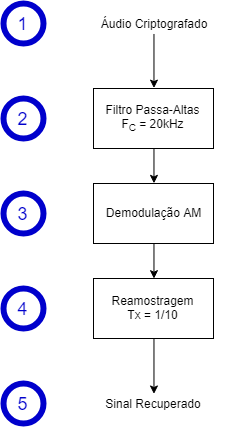 1
Áudio Criptografado
2
Filtro Passa-Altas
F_C = 20kHz
3
Demodulação AM
4
Reamostragem
Tx = 1/10
5
Sinal Recuperado